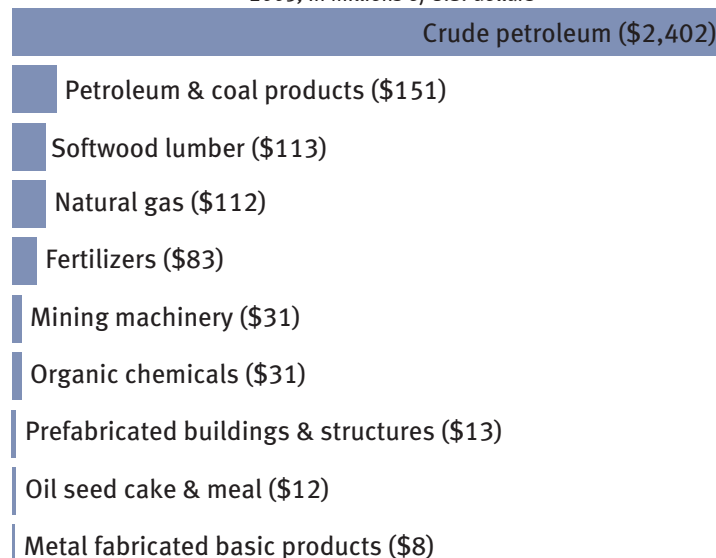 Crude petroleum ($2,402)
Petroleum & coal products ($151)
Softwood lumber ($113)
Natural gas ($112)
Fertilizers ($83)
Mining machinery ($31)
Organic chemicals ($31)
Prefabricated buildings & structures ($13)
Oil seed cake & meal ($12)
Metal fabricated basic products ($8)